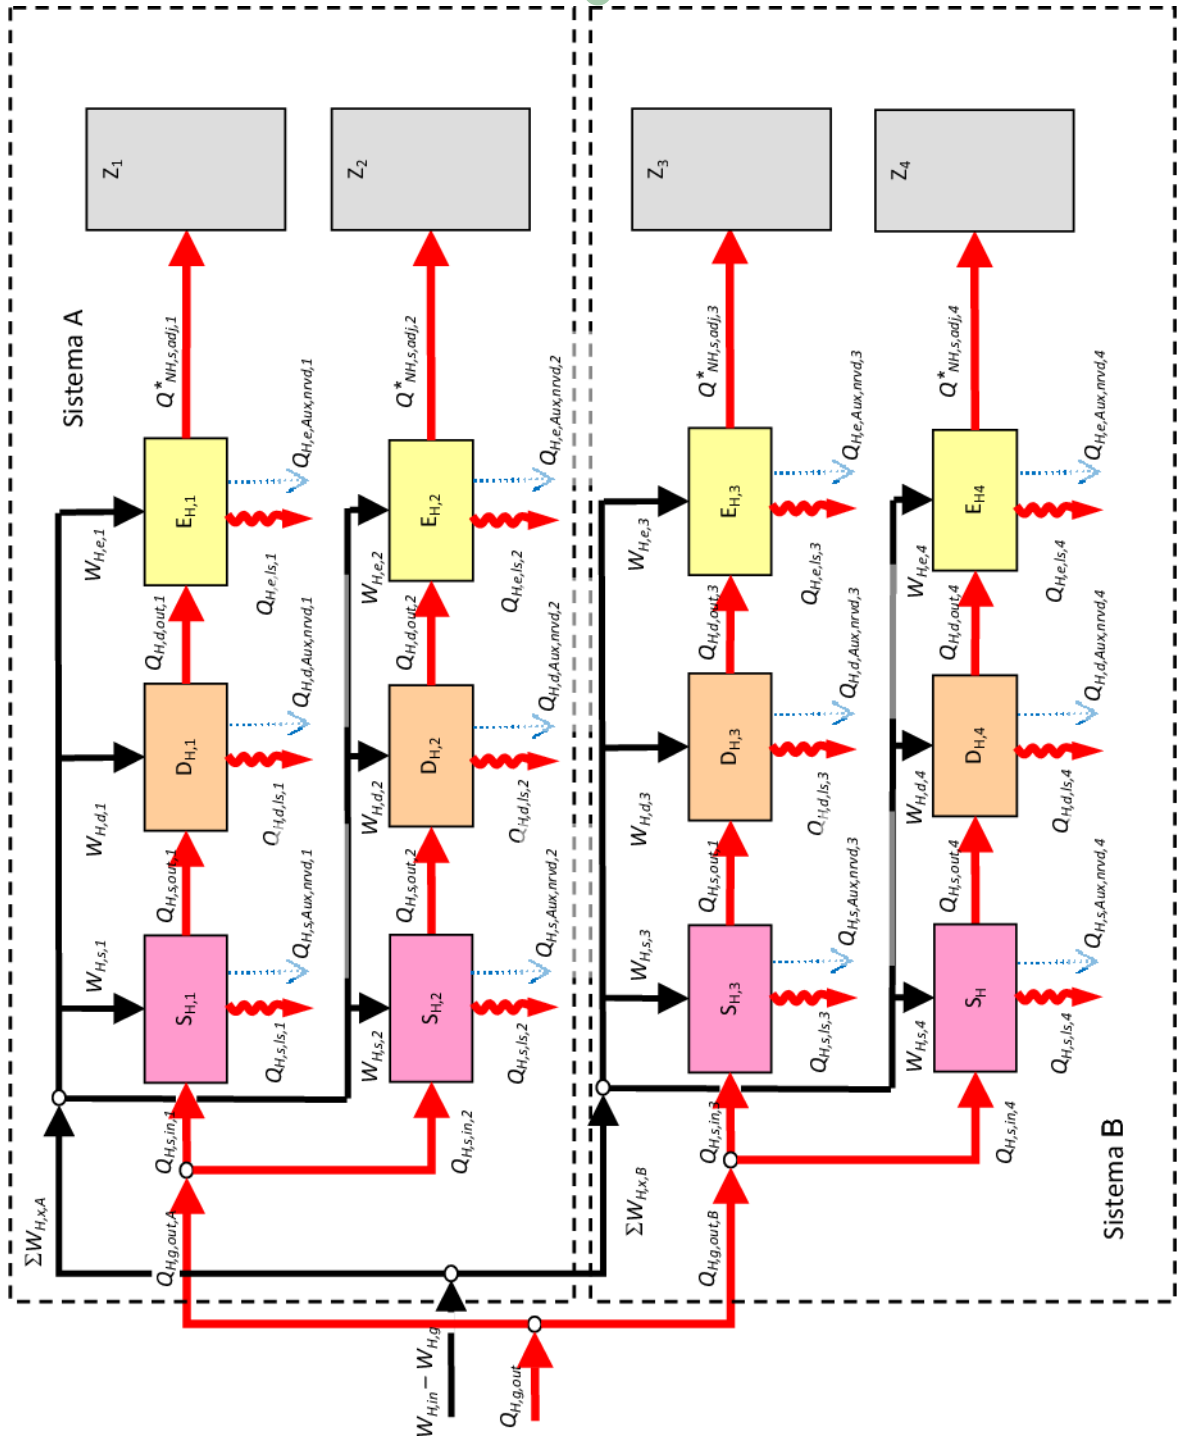 Sistema A
Z1
Z2
Q*NH,s,adj,1
Q*NH,s,adj,2
WH,e,1
EH,1
QH,e,Aux,nrvd,1
QH,e,ls,1
WH,e,2
EH,2
QH,e,Aux,nrvd,2
QH,e,ls,2
QH,d,out,1
QH,d,out,2
WH,d,1
DH,1
QH,d,Aux,nrvd,1
QH,d,ls,1
WH,d,2
DH,2
QH,d,Aux,nrvd,2
QH,d,ls,2
QH,s,out,1
QH,s,out,2
WH,s,1
SH,1
QH,s,Aux,nrvd,1
QH,s,ls,1
WH,s,2
SH,2
QH,s,Aux,nrvd,2
QH,s,ls,2
QH,s,in,1
QH,s,in,2
ΣWH,x,A
QH,g,out,A
Sistema B
Z3
Z4
Q*NH,s,adj,3
Q*NH,s,adj,4
WH,e,3
EH,3
QH,e,Aux,nrvd,3
QH,e,ls,3
WH,e,4
EH4
QH,e,Aux,nrvd,4
QH,e,ls,4
QH,d,out,3
QH,d,out,4
WH,d,3
DH,3
QH,d,Aux,nrvd,3
QH,d,ls,3
WH,d,4
DH,4
QH,d,Aux,nrvd,4
QH,d,ls,4
QH,s,out,1
QH,s,out,4
WH,s,3
SH,3
QH,s,Aux,nrvd,3
QH,s,ls,3
WH,s,4
SH
QH,s,Aux,nrvd,4
QH,s,ls,4
QH,s,in,3
QH,s,in,4
ΣWH,x,B
QH,g,out,B
WH,in – WH,g
QH,g,out